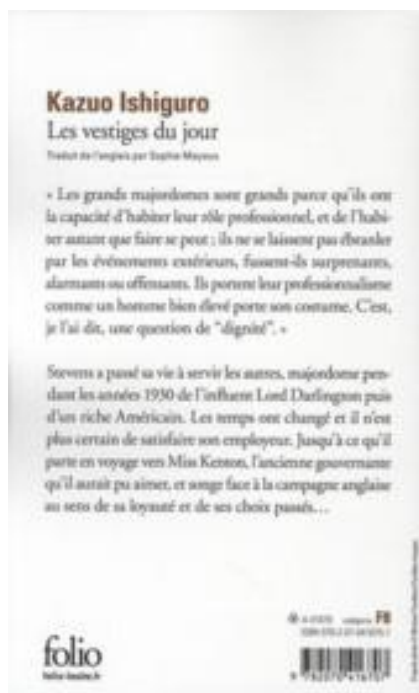 Kazuo Ishiguro
Les vestiges du jour
Traduit de l'anglais par Sophie Mayoux
« Les grands majordomes sont grands parce qu'ils ont
la capacité d'habiter leur rôle professionnel, et de l'habi-
ter autant que faire se peut ; ils ne se laissent pas ébranler
par les événements extérieurs, fussent-ils surprenants,
alarmants ou offensants. Ils portent leur professionnalisme
comme un homme bien élevé porte son costume. C'est,
je l'ai dit, une question de "dignité". »
Stevens a passé sa vie à servir les autres, majordome pen-
dant les années 1930 de l'influent Lord Darlington puis
d'un riche Américain. Les temps ont changé et il n'est
plus certain de satisfaire son employeur. Jusqu'à ce qu'il
parte en voyage vers Miss Kenton, l'ancienne gouvernante
qu'il aurait pu aimer, et songe face à la campagne anglaise
au sens de sa loyauté et de ses choix passés…
catégorie F8
folio